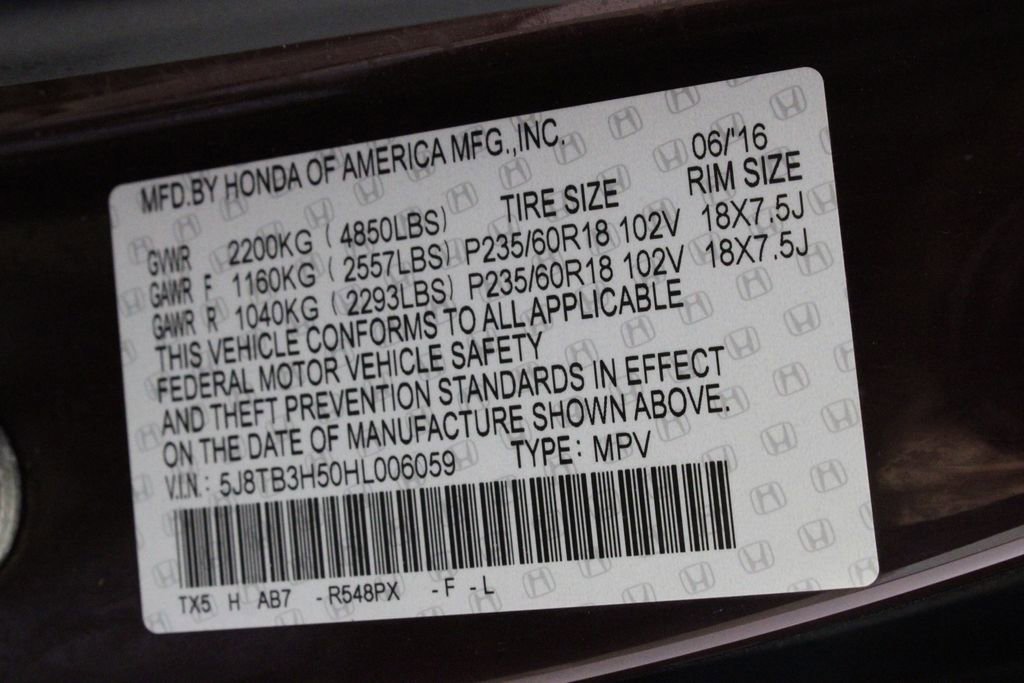 MFD.BY HONDA OF AMERICA MFG.,INC. 06/'16
TIRE SIZE RIM SIZE
GVWR 2200KG ( 4850LBS)
GAWR F 1160KG ( 2557LBS) P235/60R18 102V 18X7.5J
GAWR R 1040KG ( 2293LBS) P235/60R18 102V 18X7.5J
THIS VEHICLE CONFORMS TO ALL APPLICABLE
FEDERAL MOTOR VEHICLE SAFETY
AND THEFT PREVENTION STANDARDS IN EFFECT
ON THE DATE OF MANUFACTURE SHOWN ABOVE.
V.I.N.: 5J8TB3H50HL006059 TYPE: MPV
TX5 H AB7 -R548PX -F -L